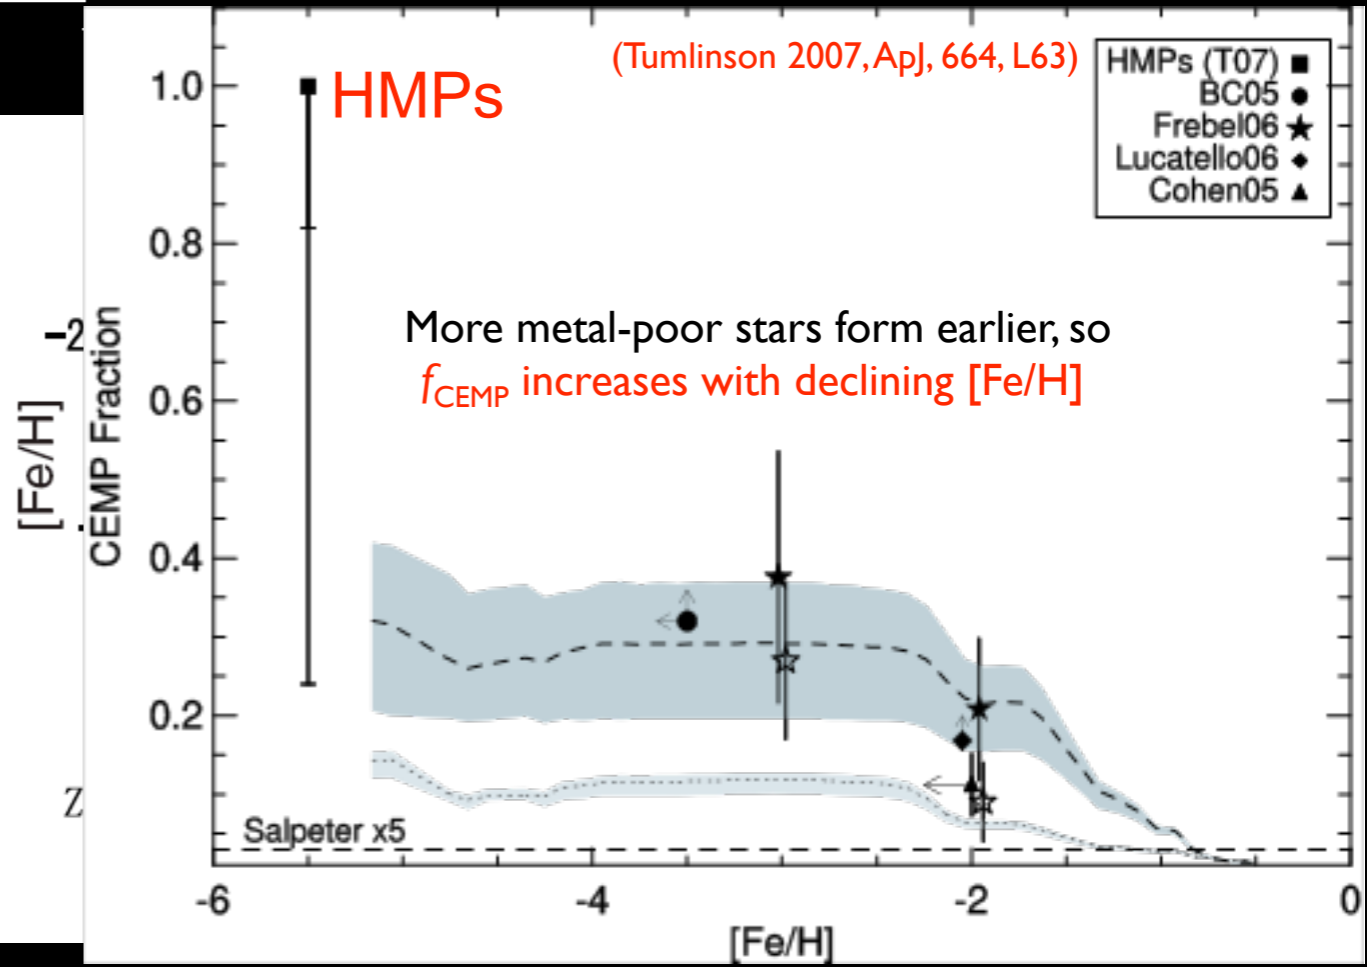 (Tumlinson 2007, ApJ, 664, L63)
HMPs (T07)
BC05
Frebel06
Lucatello06
Cohen05
HMPs
More metal-poor stars form earlier, so
fCEMP increases with declining [Fe/H]
1.0
0.8
0.6
0.4
0.2
CEMP Fraction
-2
[Fe/H]
Z
Salpeter x5
-6
-4
-2
0
[Fe/H]